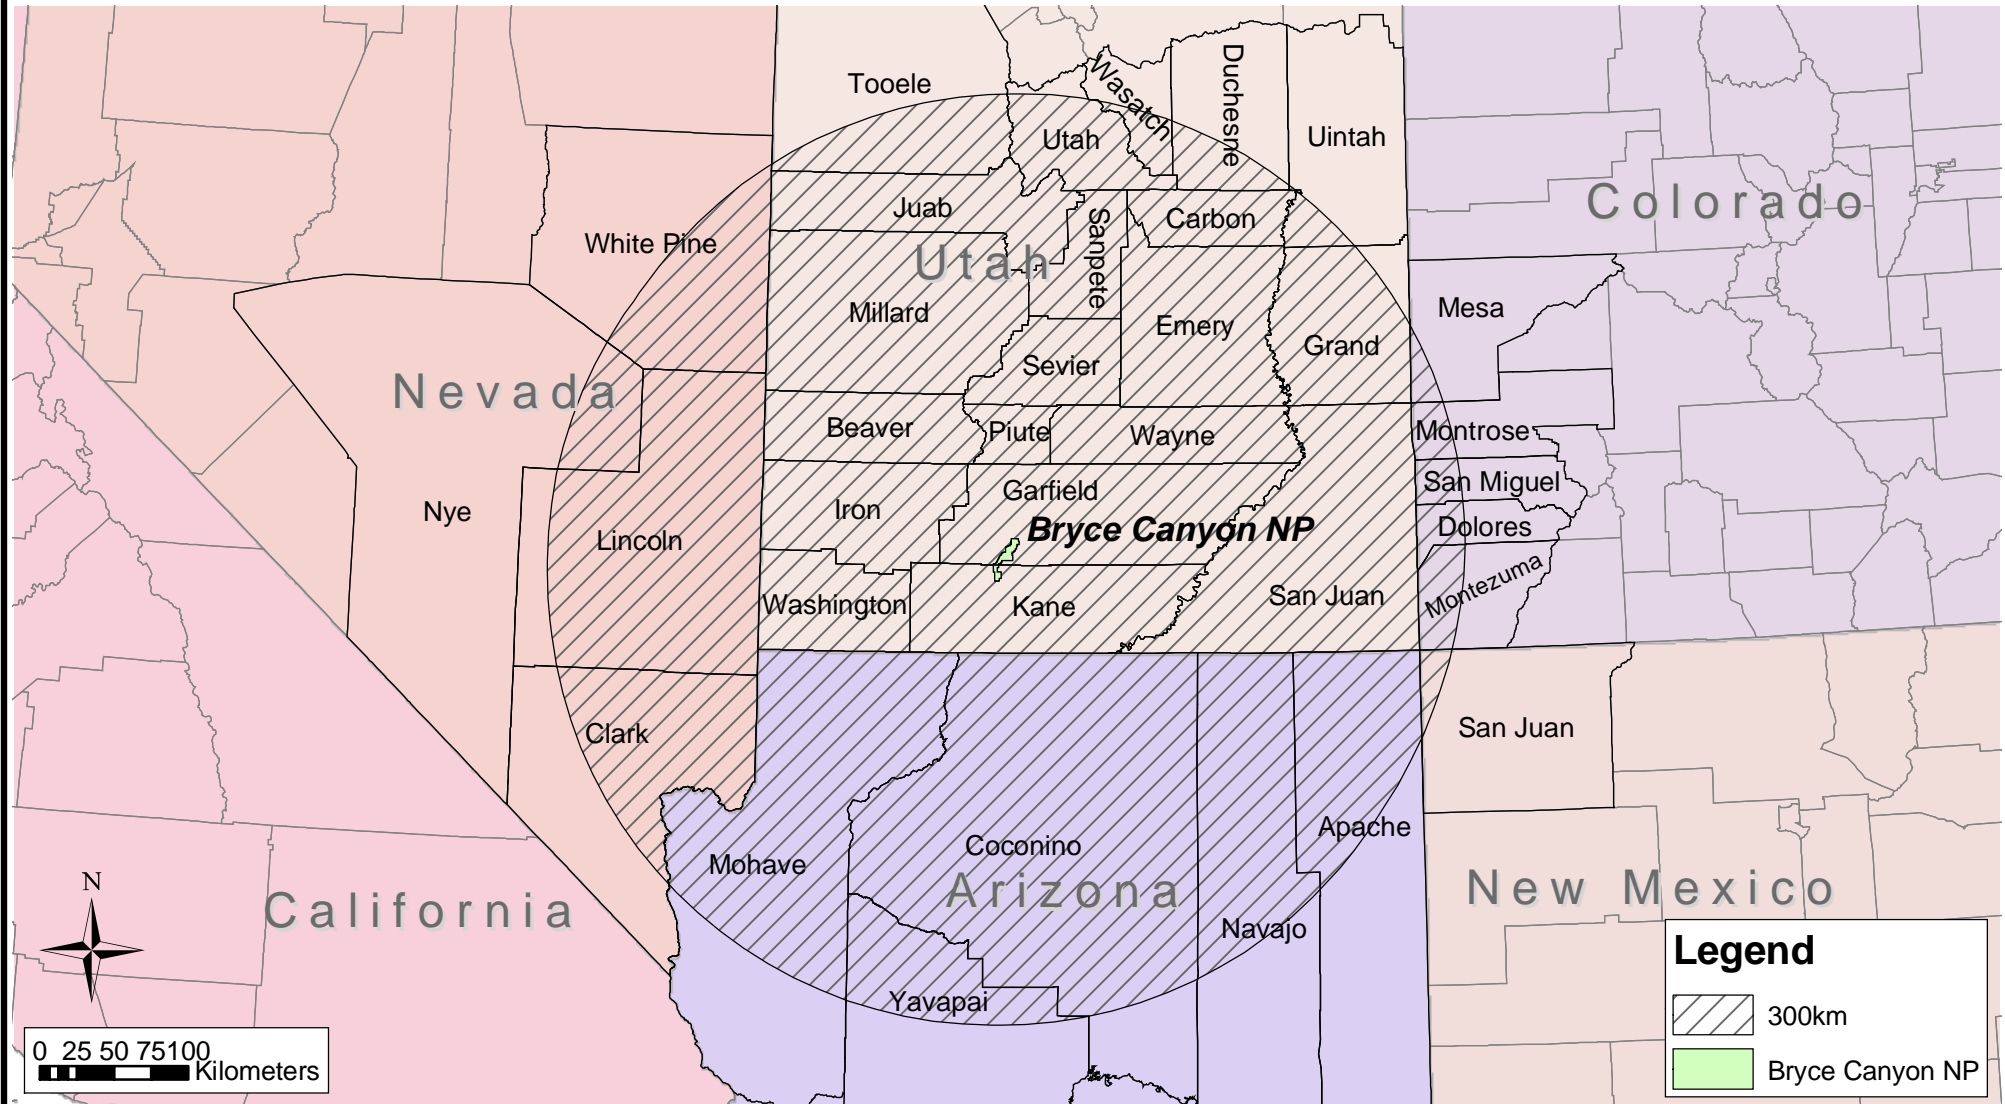 Tooele
Wasatch
Duchesne
Utah
Uintah
Colorado
Juab
Sanpete
Carbon
White Pine
Utah
Millard
Emery
Mesa
Grand
Sevier
Nevada
Beaver
Piute
Wayne
Montrose
San Miguel
Garfield
Iron
Nye
Bryce Canyon NP
Dolores
Lincoln
Montezuma
Washington
Kane
San Juan
Clark
San Juan
Apache
Coconino
Mohave
Arizona
New Mexico
N
California
Navajo
Yavapai
Legend
300km
Bryce Canyon NP
0 25 50 75100
Kilometers